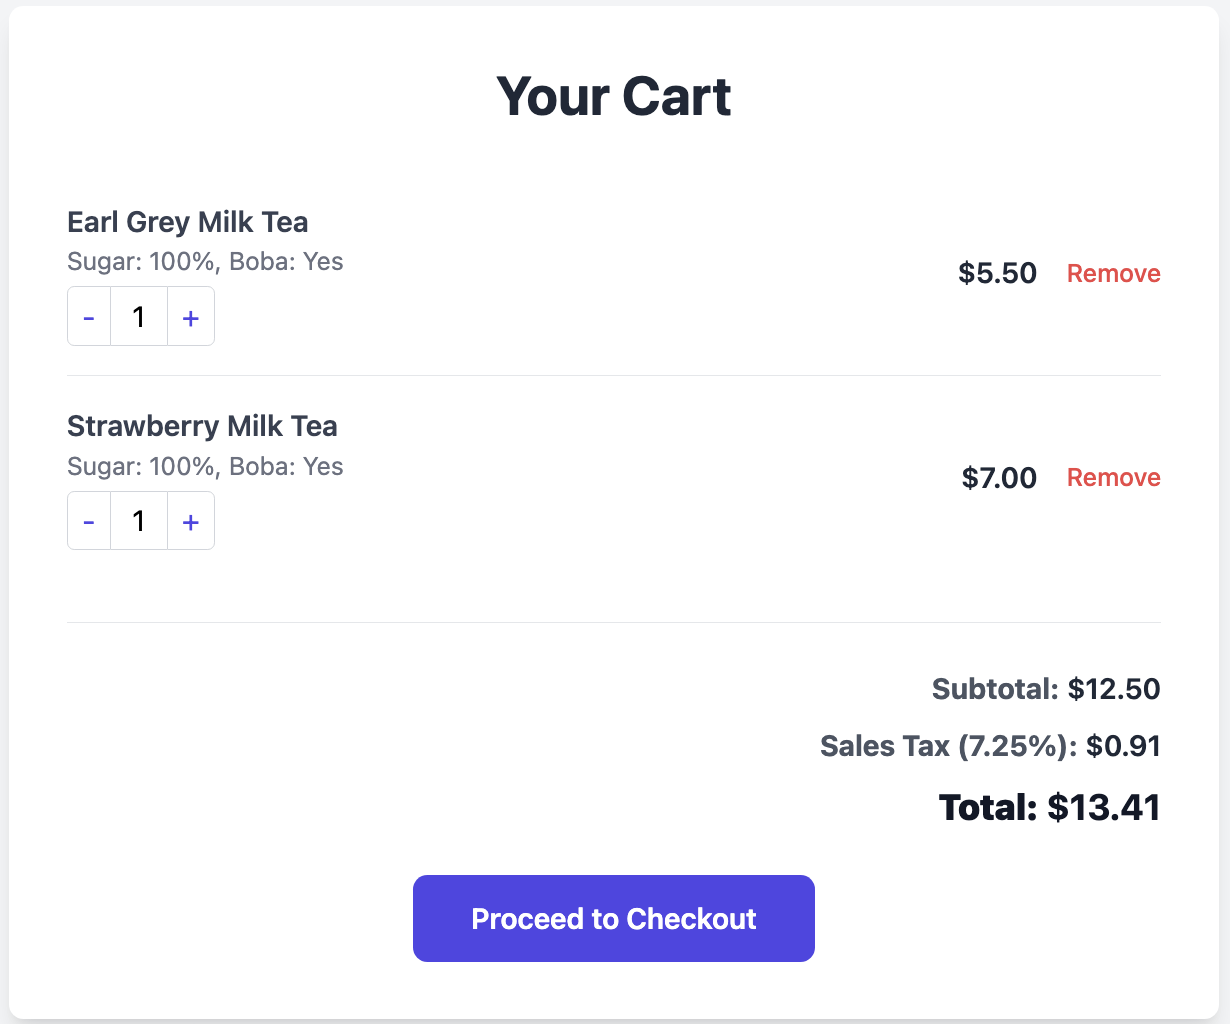 Your Cart
Earl Grey Milk Tea
Sugar: 100%, Boba: Yes
- 1 +
$5.50 Remove
Strawberry Milk Tea
Sugar: 100%, Boba: Yes
- 1 +
$7.00 Remove
Subtotal: $12.50
Sales Tax (7.25%): $0.91
Total: $13.41
Proceed to Checkout